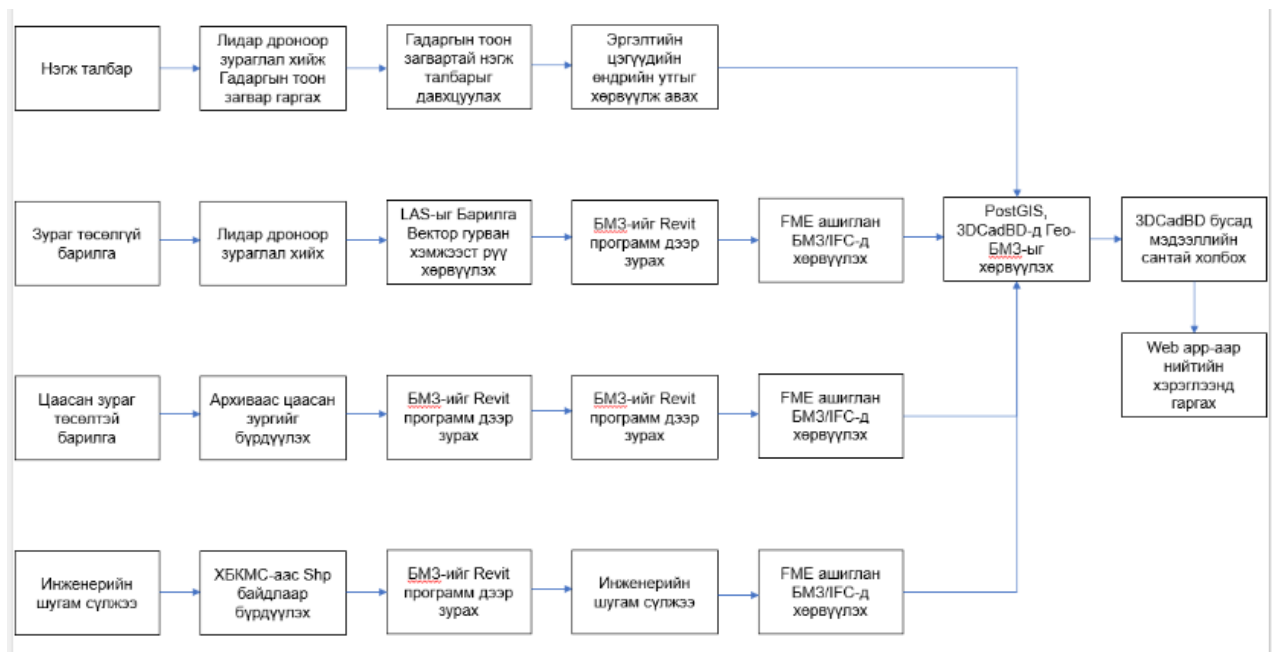 Нэгж талбар
Лидар дроноор
зураглал хийж
Гадаргын тоон
загвар гаргах
Гадаргын тоон
загвартай нэгж
талбарыг
давхцуулах
Эргэлтийн
цэгүүдийн
өндрийн утгыг
хөрвүүлж авах
Зураг төсөлгүй
барилга
Лидар дроноор
зураглал хийх
LAS-ыг Барилга
Вектор гурван
хэмжээст рүү
хөрвүүлэх
БМЗ-ийг Revit
программ дээр
зурах
FME ашиглан
БМЗ/IFC-д
хөрвүүлэх
PostGIS,
3DCadBD-д Гео-
БМЗ-ыг
хөрвүүлэх
3DCadBD бусад
мэдээллийн
сантай холбох
Web app-аар
нийтийн
хэрэглээнд
гаргах
Цаасан зураг
төсөлтэй
барилга
Архиваас цаасан
зургийг
бүрдүүлэх
БМЗ-ийг Revit
программ дээр
зурах
БМЗ-ийг Revit
программ дээр
зурах
FME ашиглан
БМЗ/IFC-д
хөрвүүлэх
Инженерийн
шугам сүлжээ
ХБКМС-аас Shp
байдлаар
бүрдүүлэх
БМЗ-ийг Revit
программ дээр
зурах
Инженерийн
шугам сүлжээ
FME ашиглан
БМЗ/IFC-д
хөрвүүлэх